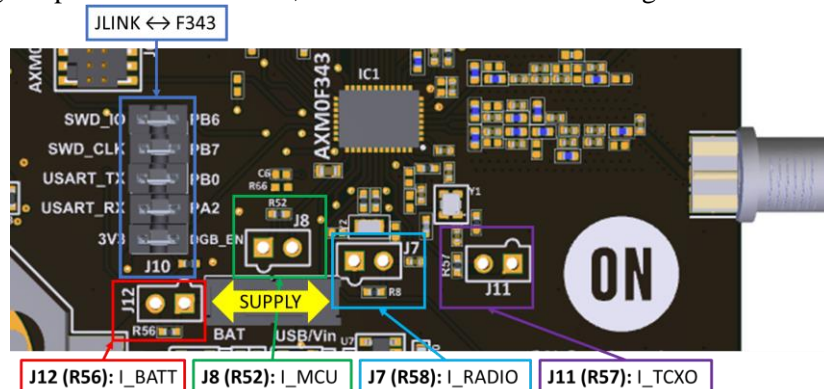 JLINK ↔ F343
AXM0F343
IC1
SWD_IO PB6
SWD_CLK PB7
USART_TX PB0
USART_RX PA2
3V3 DGB_EN
J10
C6
R66
R52
J8
Y1
J7
R8
R57
J11
ON
J12
R56
SUPPLY
BAT USB/Vin
U7
J12 (R56): I_BATT
J8 (R52): I_MCU
J7 (R58): I_RADIO
J11 (R57): I_TCXO